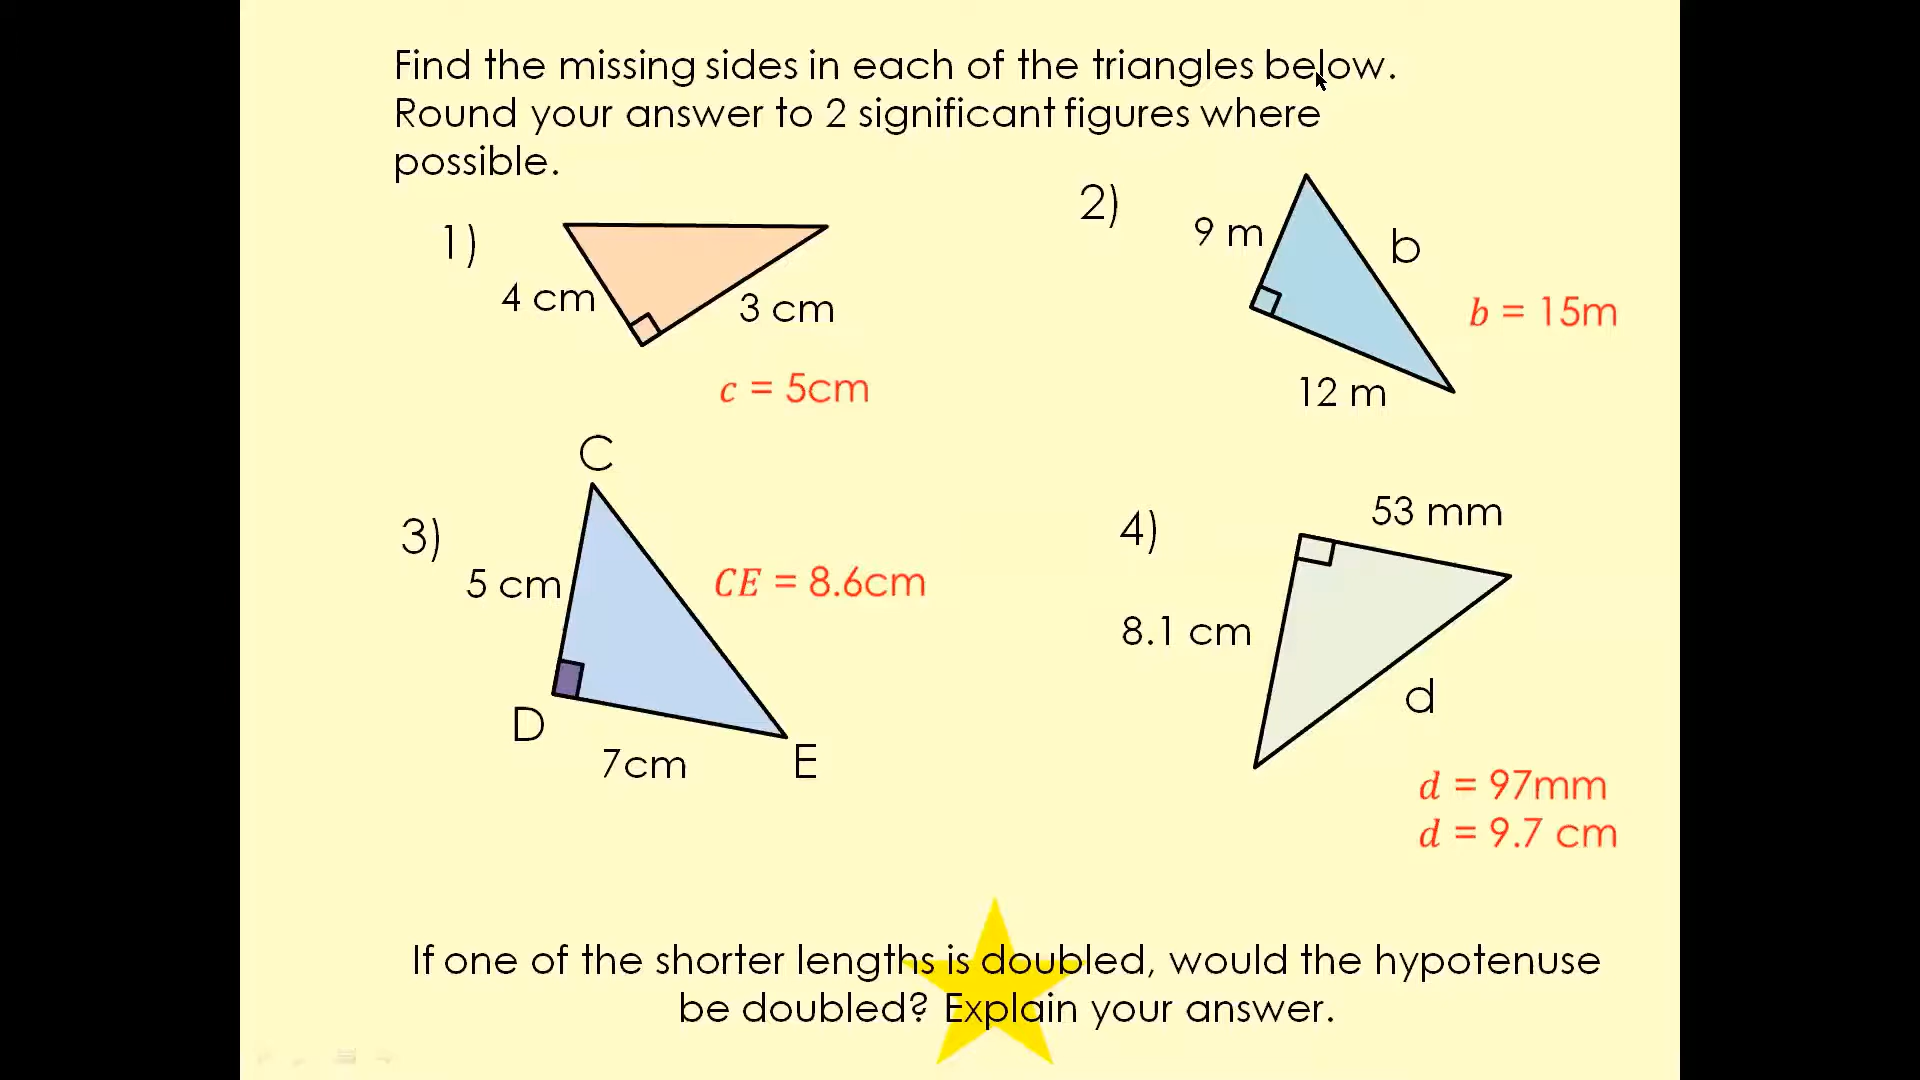 Find the missing sides in each of the triangles below.
Round your answer to 2 significant figures where
possible.
1)
4 cm
3 cm
c = 5cm
2)
9 m
b
12 m
b = 15m
3)
C
5 cm
D
7cm
E
CE = 8.6cm
4)
53 mm
8.1 cm
d
d = 97mm
d = 9.7 cm
If one of the shorter lengths is doubled, would the hypotenuse
be doubled? Explain your answer.